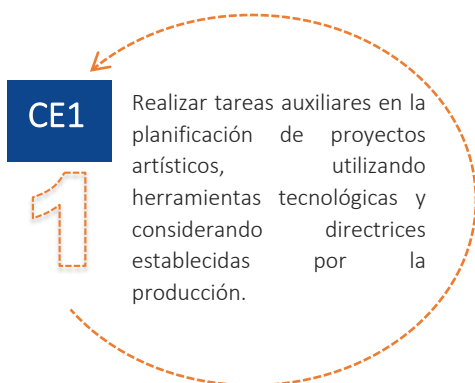 CE1
1
Realizar tareas auxiliares en la
planificación de proyectos
artísticos, utilizando
herramientas tecnológicas y
considerando directrices
establecidas por la
producción.